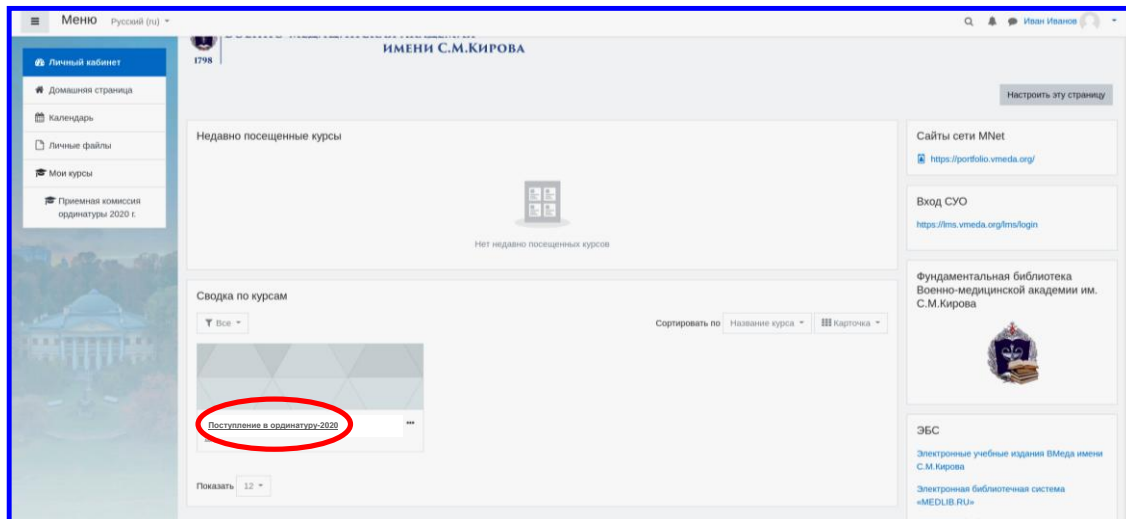 Меню Русский (ru)
Иван Иванов
ИМЕНИ С.М.КИРОВА
1798
Личный кабинет
Домашняя страница
Календарь
Личные файлы
Мои курсы
Приемная комиссия
ординатуры 2020 г.
Настроить эту страницу
Недавно посещенные курсы
Нет недавно посещенных курсов
Сводка по курсам
Все
Сортировать по Название курса Карточка
Поступление в ординатуру-2020
Показать 12
Сайты сети MNet
https://portfolio.vmeda.org/
Вход СУО
https://lms.vmeda.org/lms/login
Фундаментальная библиотека
Военно-медицинской академии им.
С.М.Кирова
ЭБС
Электронные учебные издания ВМеда имени
С.М.Кирова
Электронная библиотечная система
«MEDLIB.RU»